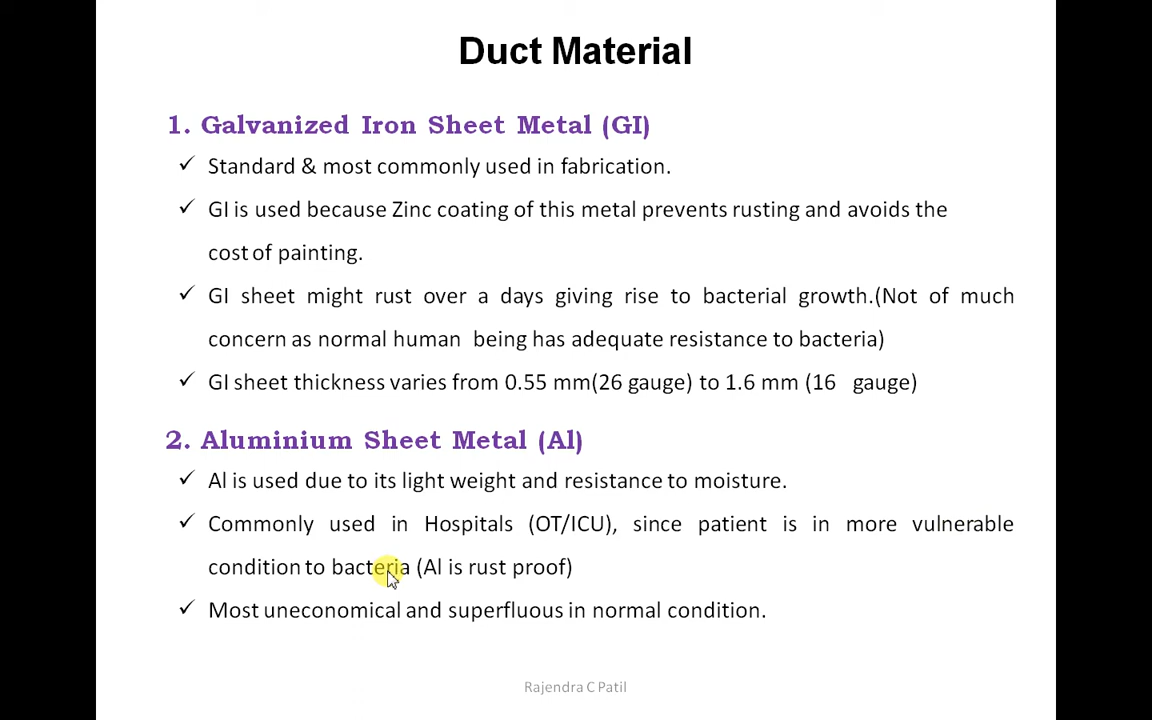 Duct Material
1. Galvanized Iron Sheet Metal (GI)
✓ Standard & most commonly used in fabrication.
✓ GI is used because Zinc coating of this metal prevents rusting and avoids the
cost of painting.
✓ GI sheet might rust over a days giving rise to bacterial growth.(Not of much
concern as normal human being has adequate resistance to bacteria)
✓ GI sheet thickness varies from 0.55 mm(26 gauge) to 1.6 mm (16 gauge)
2. Aluminium Sheet Metal (Al)
✓ Al is used due to its light weight and resistance to moisture.
✓ Commonly used in Hospitals (OT/ICU), since patient is in more vulnerable
condition to bacteria (Al is rust proof)
✓ Most uneconomical and superfluous in normal condition.
Rajendra C Patil